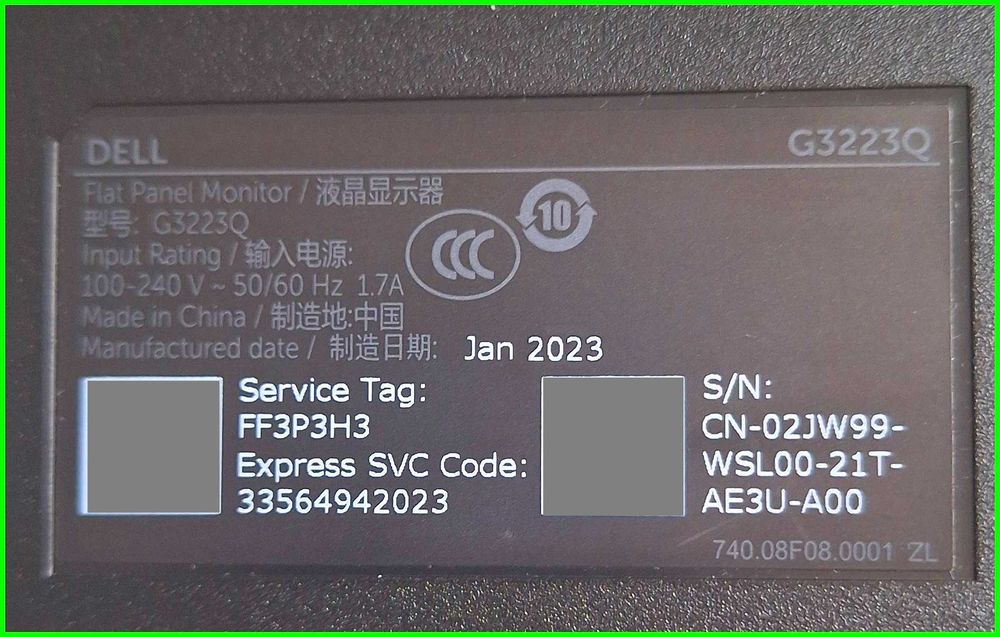 DELL G3223Q
Flat Panel Monitor / 液晶显示器
型号: G3223Q
Input Rating / 输入电源:
100-240 V ~ 50/60 Hz 1.7A
Made in China / 制造地:中国
Manufactured date / 制造日期: Jan 2023
10
CCC
Service Tag:
FF3P3H3
Express SVC Code:
33564942023
S/N:
CN-02JW99-
WSL00-21T-
AE3U-A00
740.08F08.0001 ZL